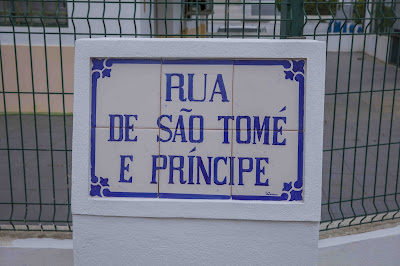 RUA
DE SÃO TOMÉ
E PRÍNCIPE